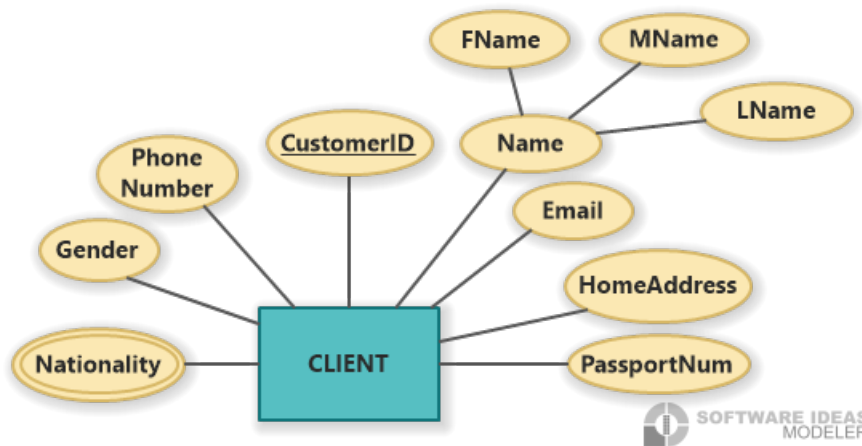 FName
MName
LName
Name
CustomerID
Phone
Number
Email
Gender
HomeAddress
Nationality
CLIENT
PassportNum
SOFTWARE IDEAS
MODELER